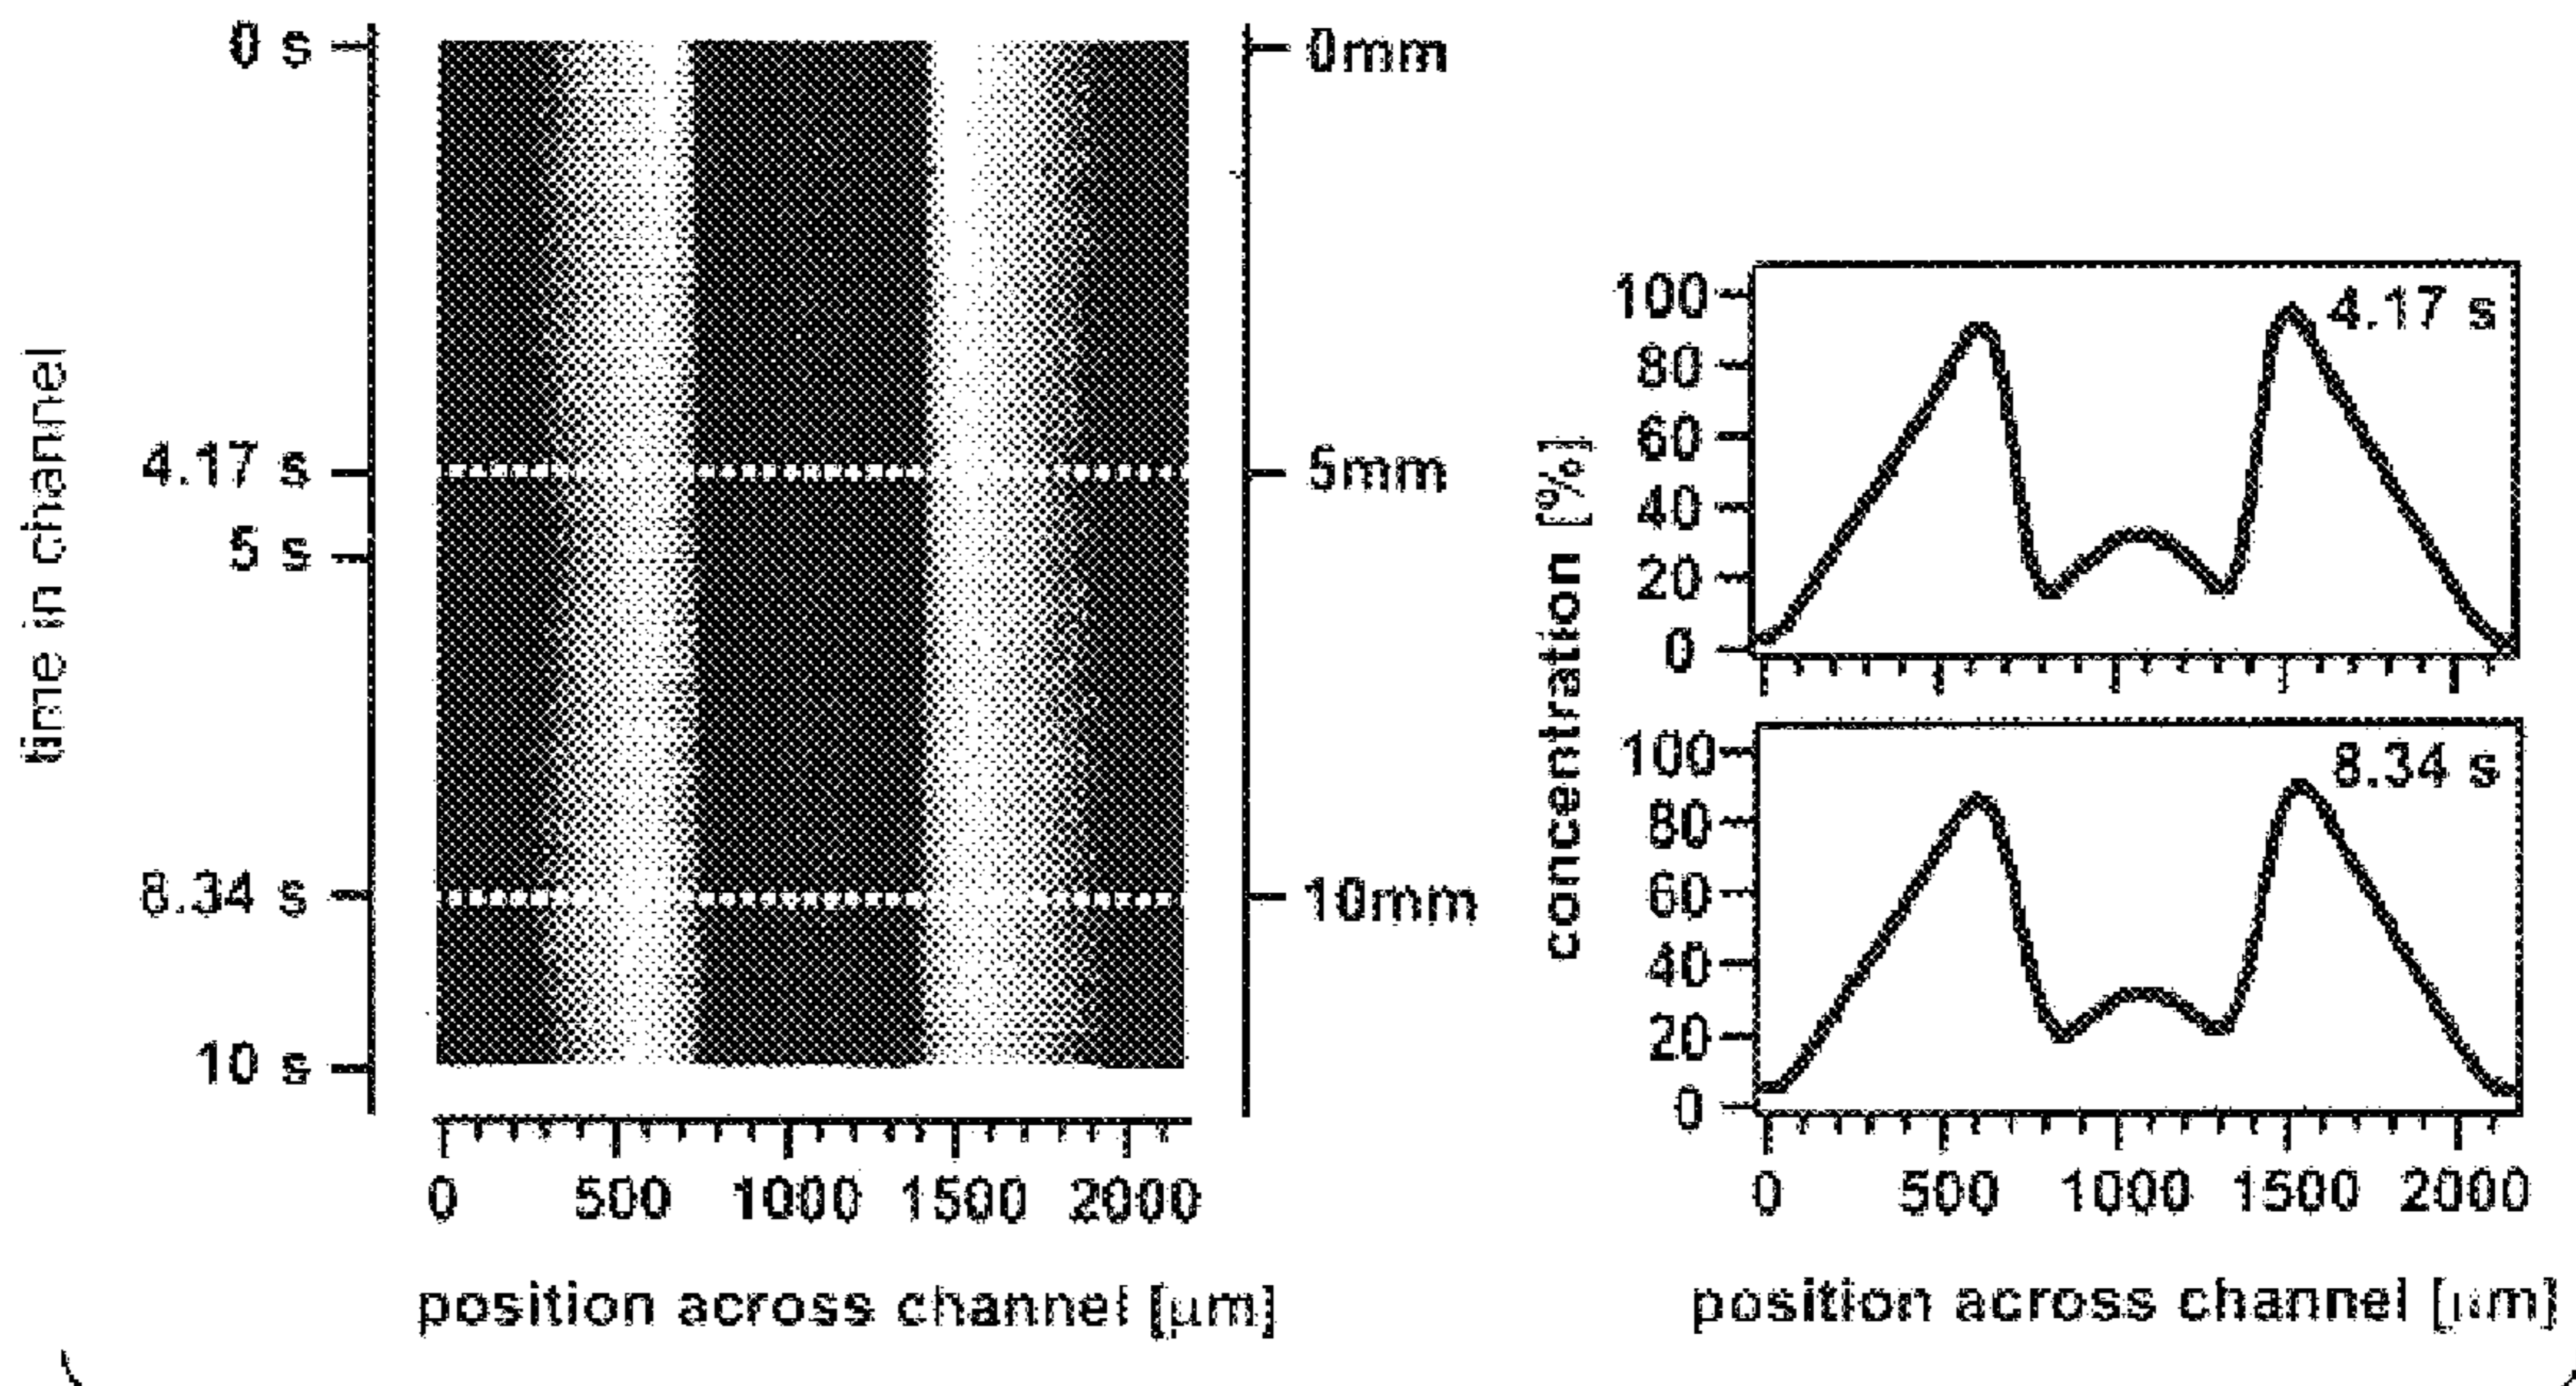 time in channel
0 s
4.17 s
5 s
8.34 s
10 s
0mm
5mm
10mm
0 500 1000 1500 2000
position across channel [µm]
concentration [%]
100
80
60
40
20
0
4.17 s
100
80
60
40
20
0
8.34 s
0 500 1000 1500 2000
position across channel [µm]